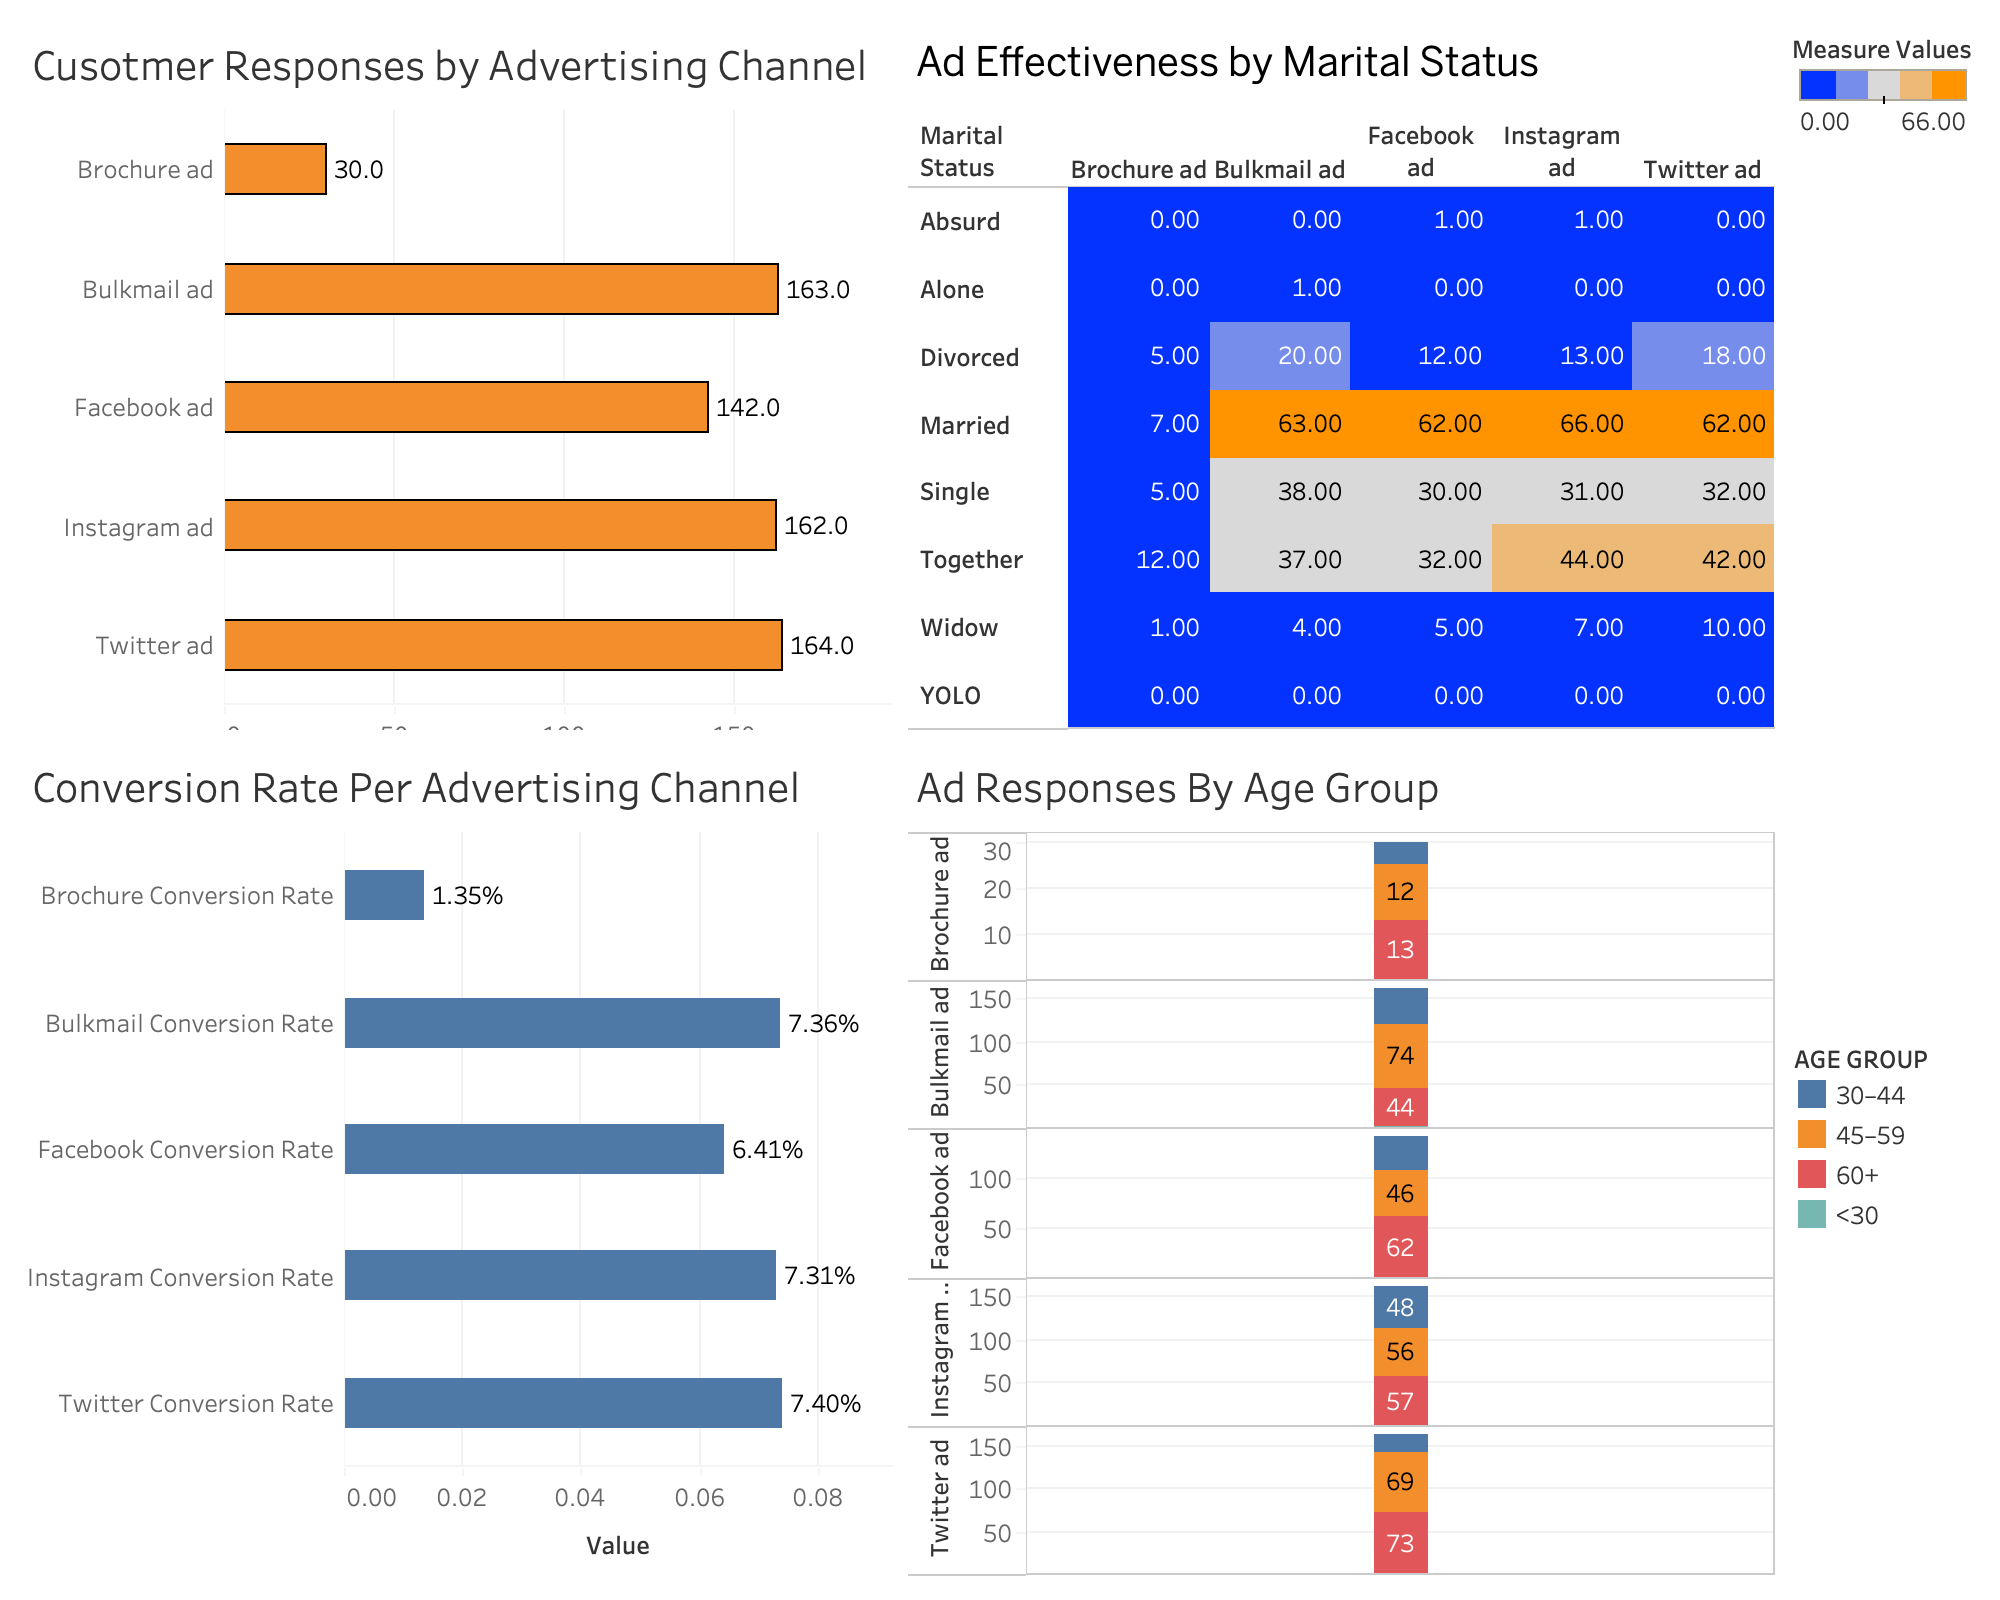 Cusotmer Responses by Advertising Channel
Brochure ad 30.0
Bulkmail ad 163.0
Facebook ad 142.0
Instagram ad 162.0
Twitter ad 164.0
0 50 100 150
Ad Effectiveness by Marital Status
Marital Status Brochure ad Bulkmail ad Facebook ad Instagram ad Twitter ad
Absurd 0.00 0.00 1.00 1.00 0.00
Alone 0.00 1.00 0.00 0.00 0.00
Divorced 5.00 20.00 12.00 13.00 18.00
Married 7.00 63.00 62.00 66.00 62.00
Single 5.00 38.00 30.00 31.00 32.00
Together 12.00 37.00 32.00 44.00 42.00
Widow 1.00 4.00 5.00 7.00 10.00
YOLO 0.00 0.00 0.00 0.00 0.00
Measure Values
0.00 66.00
Conversion Rate Per Advertising Channel
Brochure Conversion Rate 1.35%
Bulkmail Conversion Rate 7.36%
Facebook Conversion Rate 6.41%
Instagram Conversion Rate 7.31%
Twitter Conversion Rate 7.40%
0.00 0.02 0.04 0.06 0.08
Value
Ad Responses By Age Group
Brochure ad
30
20
10
12
13
Bulkmail ad
150
100
50
74
44
Facebook ad
100
50
46
62
Instagram ..
150
100
50
48
56
57
Twitter ad
150
100
50
69
73
AGE GROUP
30–44
45–59
60+
<30